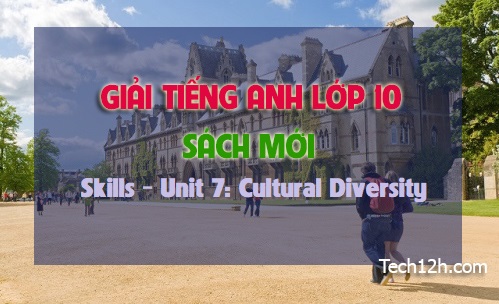 GIẢI TIẾNG ANH LỚP 10
SÁCH MỚI
Skills - Unit 7: Cultural Diversity
Tech12h.com